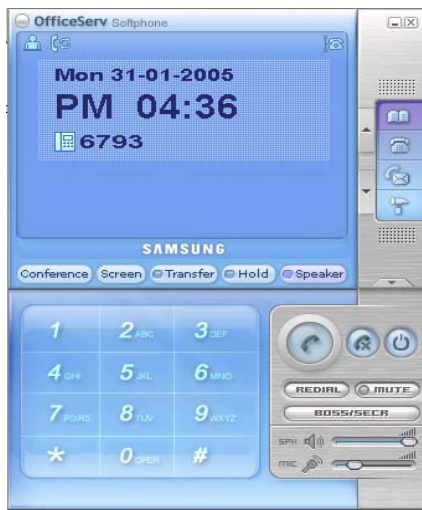 OfficeServ Softphone
Mon 31-01-2005
PM 04:36
6793
SAMSUNG
Conference Screen Transfer Hold Speaker
1 2 ABC 3 DEF
4 GHI 5 JKL 6 MNO
7 PQRS 8 TUV 9 WXYZ
* 0 OPER #
REDIAL MUTE
BOSS/SECR
SPK
MIC